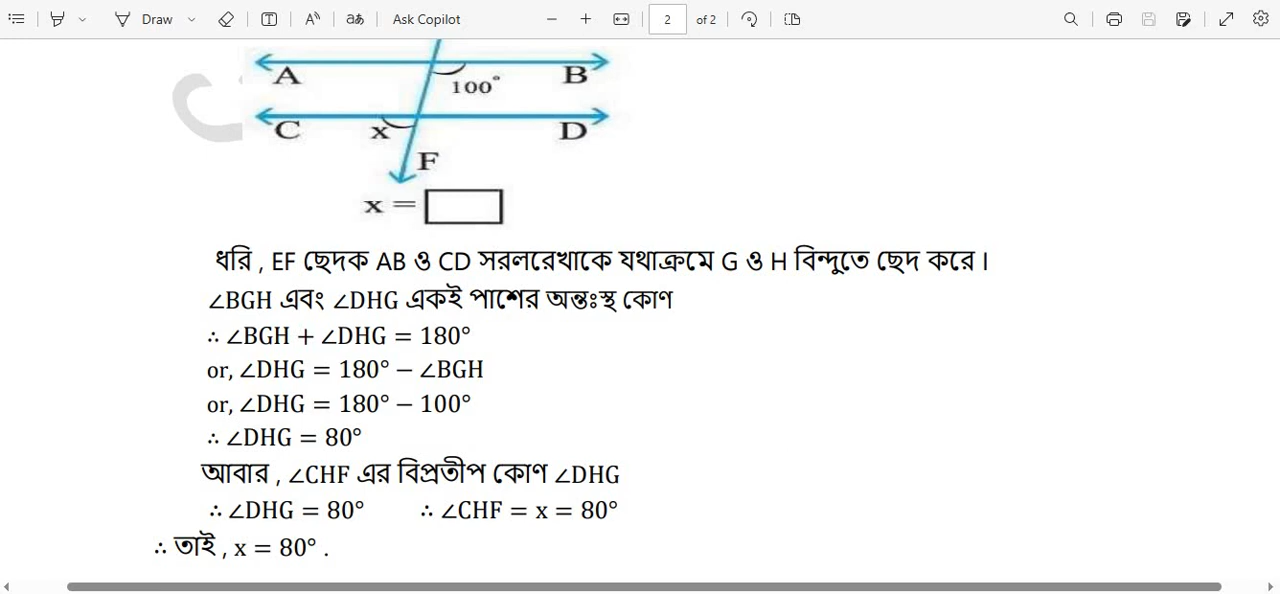 Draw Ask Copilot 2 of 2
A B
100°
C x D
F
x =
ধরি , EF ছেদক AB ও CD সরলরেখাকে যথাক্রমে G ও H বিন্দুতে ছেদ করে ।
∠BGH এবং ∠DHG একই পাশের অন্তঃস্থ কোণ
∴ ∠BGH + ∠DHG = 180°
or, ∠DHG = 180° − ∠BGH
or, ∠DHG = 180° − 100°
∴ ∠DHG = 80°
আবার , ∠CHF এর বিপ্রতীপ কোণ ∠DHG
∴ ∠DHG = 80° ∴ ∠CHF = x = 80°
∴ তাই , x = 80° .